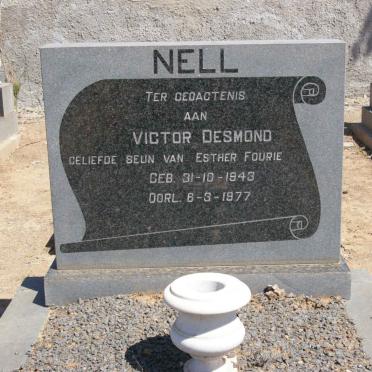 NELL
TER GEDAGTENIS
AAN
VICTOR DESMOND
GELIEFDE SEUN VAN ESTHER FOURIE
GEB. 31-10-1943
OORL. 6-3-1977